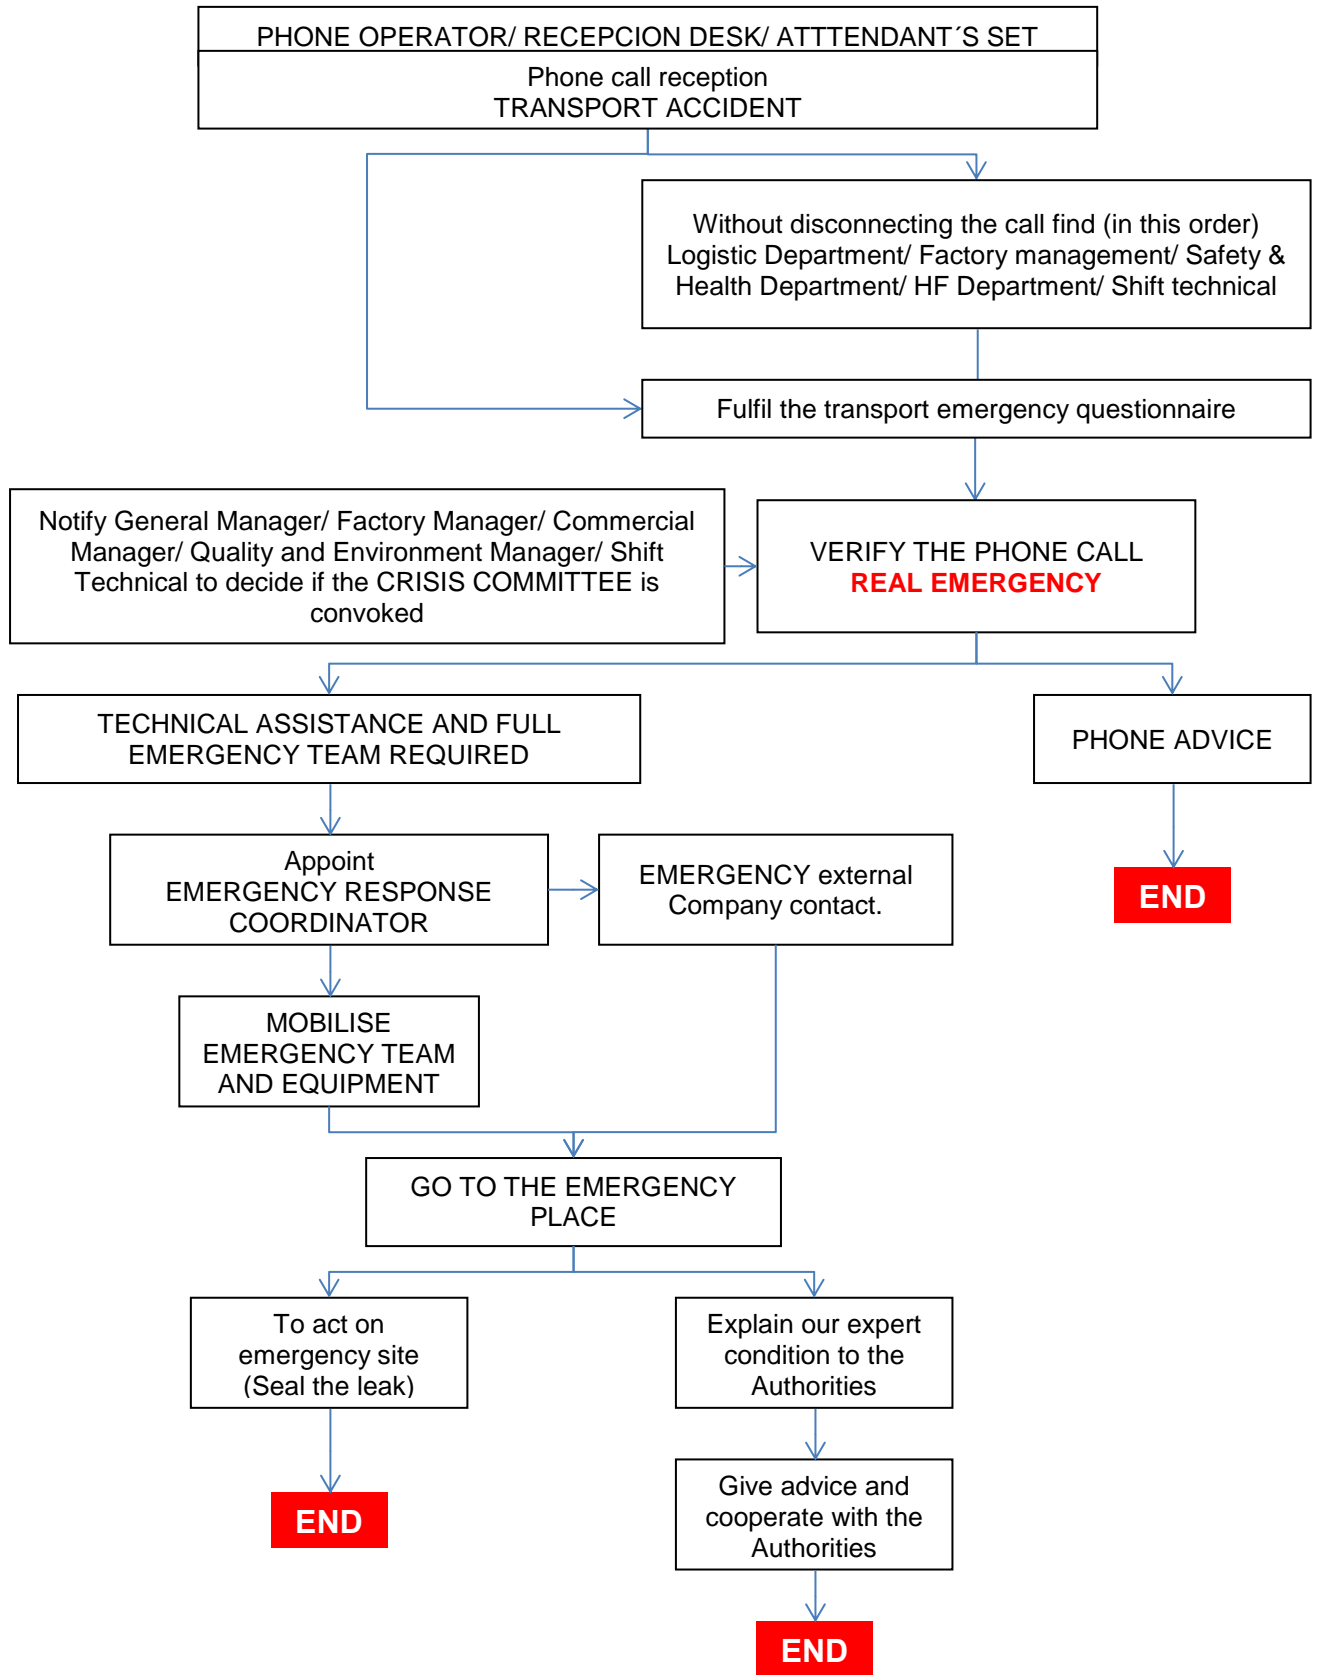 PHONE OPERATOR/ RECEPCION DESK/ ATTTENDANT´S SET
Phone call reception
TRANSPORT ACCIDENT
Without disconnecting the call find (in this order)
Logistic Department/ Factory management/ Safety &
Health Department/ HF Department/ Shift technical
Fulfil the transport emergency questionnaire
Notify General Manager/ Factory Manager/ Commercial
Manager/ Quality and Environment Manager/ Shift
Technical to decide if the CRISIS COMMITTEE is
convoked
VERIFY THE PHONE CALL
REAL EMERGENCY
TECHNICAL ASSISTANCE AND FULL
EMERGENCY TEAM REQUIRED
PHONE ADVICE
Appoint
EMERGENCY RESPONSE
COORDINATOR
EMERGENCY external
Company contact.
END
MOBILISE
EMERGENCY TEAM
AND EQUIPMENT
GO TO THE EMERGENCY
PLACE
To act on
emergency site
(Seal the leak)
Explain our expert
condition to the
Authorities
END
Give advice and
cooperate with the
Authorities
END